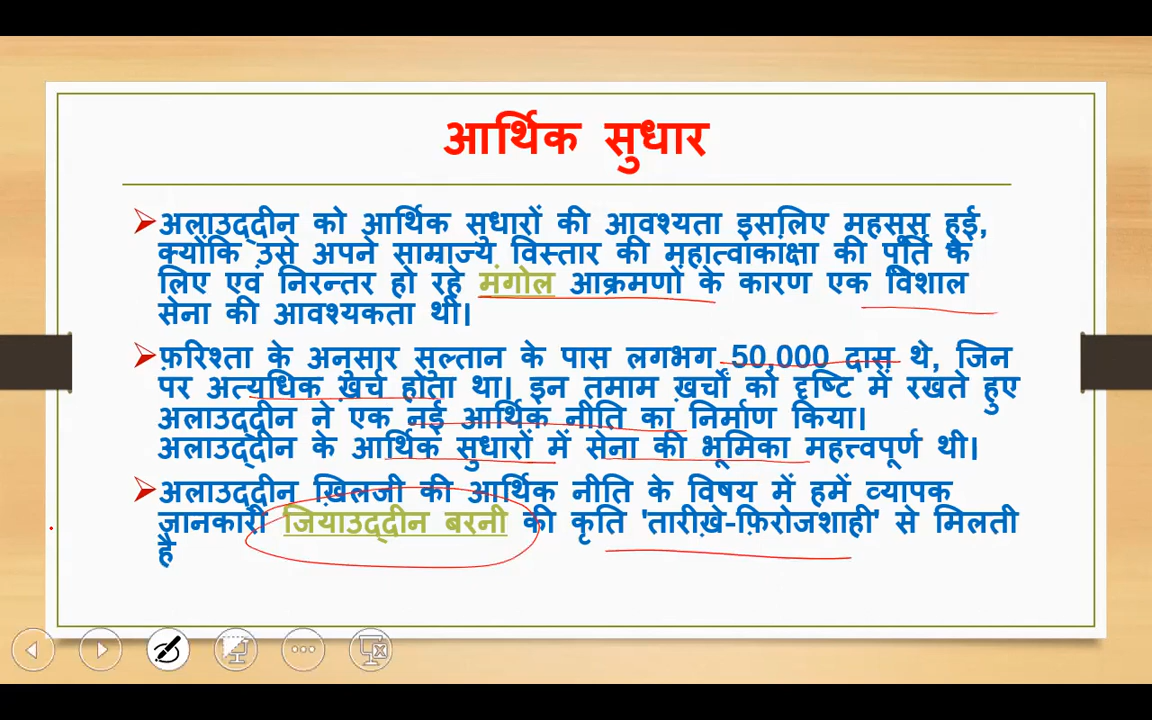 आर्थिक सुधार
अलाउद्दीन को आर्थिक सुधारों की आवश्यता इसलिए महसूस हुई,
क्योंकि उसे अपने साम्राज्य विस्तार की महात्वाकांक्षा की पूर्ति के
लिए एवं निरन्तर हो रहे मंगोल आक्रमणों के कारण एक विशाल
सेना की आवश्यकता थी।
फ़रिश्ता के अनुसार सुल्तान के पास लगभग 50,000 दास थे, जिन
पर अत्यधिक ख़र्च होता था। इन तमाम ख़र्चों को दृष्टि में रखते हुए
अलाउद्दीन ने एक नई आर्थिक नीति का निर्माण किया।
अलाउद्दीन के आर्थिक सुधारों में सेना की भूमिका महत्त्वपूर्ण थी।
अलाउद्दीन ख़िलजी की आर्थिक नीति के विषय में हमें व्यापक
जानकारी जियाउद्दीन बरनी की कृति 'तारीख़े-फ़िरोजशाही' से मिलती
है